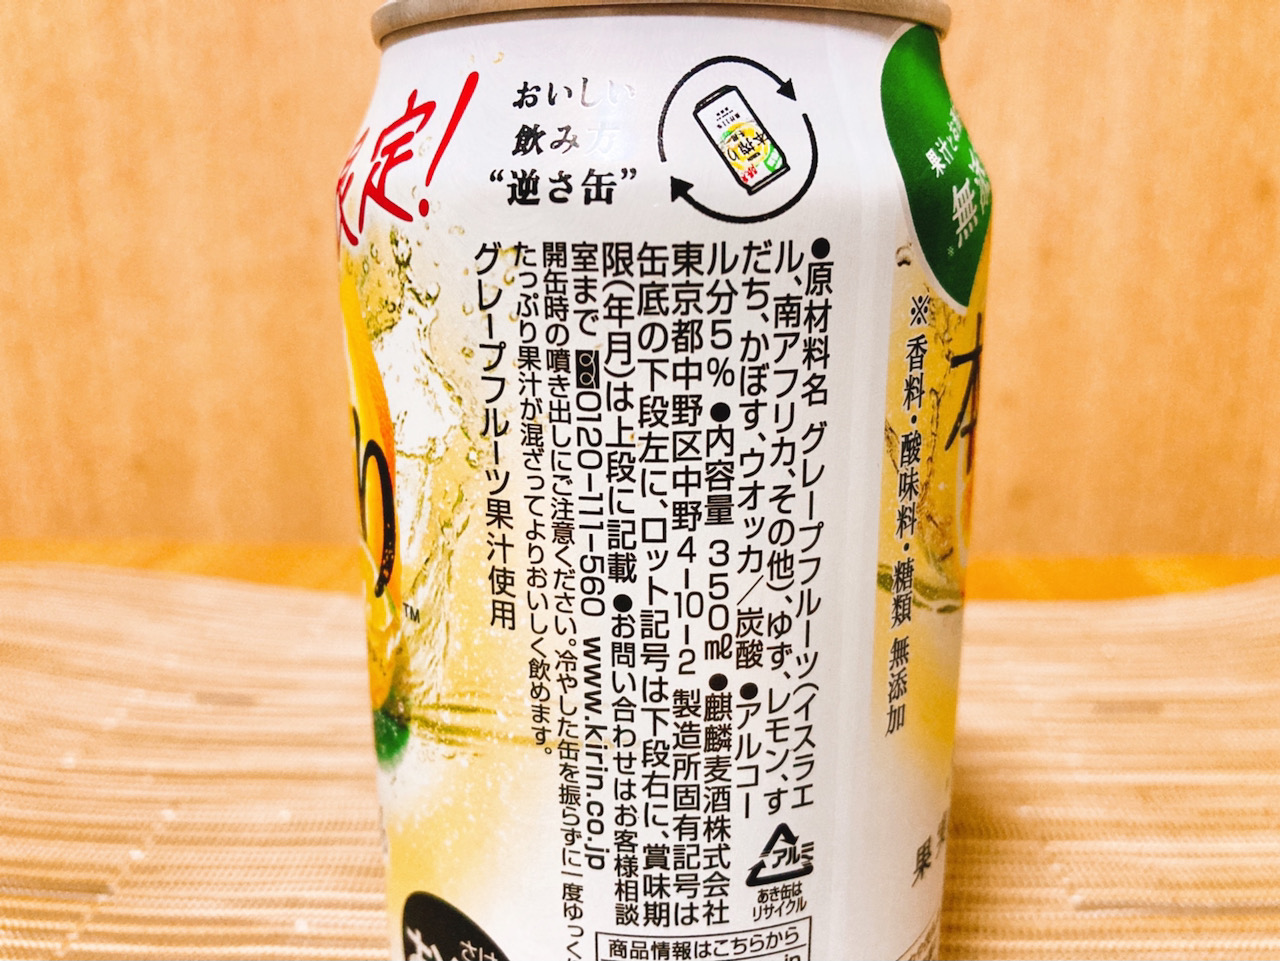 限定!
おいしい
飲み方
“逆さ缶”
●原材料名 グレープフルーツ(イスラエ
ル、南アフリカ、その他)、ゆず、レモン、す
だち、かぼす、ウオッカ/炭酸 ●アルコー
ル分5% ●内容量 350㎖ ●麒麟麦酒株式会社
東京都中野区中野4-10-2 製造所固有記号は
缶底の下段左に、ロット記号は下段右に、賞味期
限(年月)は上段に記載 ●お問い合わせはお客様相談
室まで 0120-111-560 www.kirin.co.jp
開缶時の噴き出しにご注意ください。冷やした缶を振らずに一度ゆっく
たっぷり果汁が混ざってよりおいしく飲めます。
グレープフルーツ果汁使用
アルミ
あき缶は
リサイクル
商品情報はこちらから
果汁とお
無添
※香料・酸味料・糖類 無添加
本
り
TM
果実
お